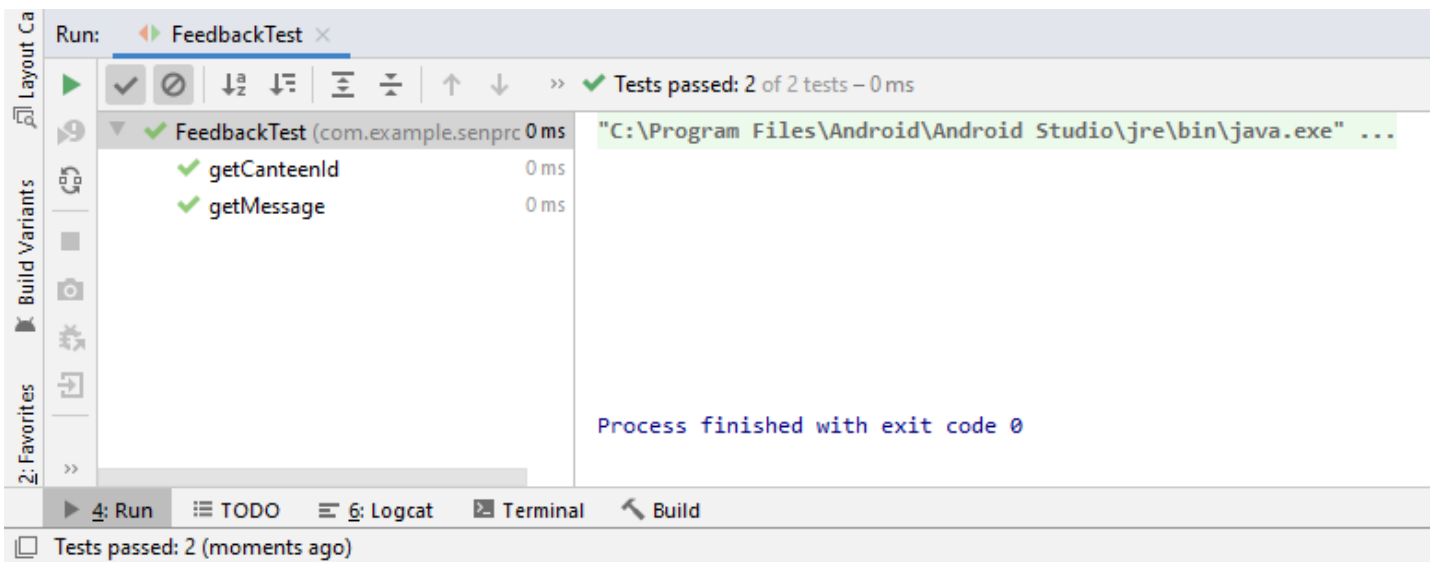 Run: FeedbackTest
Tests passed: 2 of 2 tests – 0 ms
FeedbackTest (com.example.senprc 0 ms
getCanteenId 0 ms
getMessage 0 ms
"C:\Program Files\Android\Android Studio\jre\bin\java.exe" ...
Process finished with exit code 0
Layout Ca
Build Variants
2: Favorites
4: Run TODO 6: Logcat Terminal Build
Tests passed: 2 (moments ago)